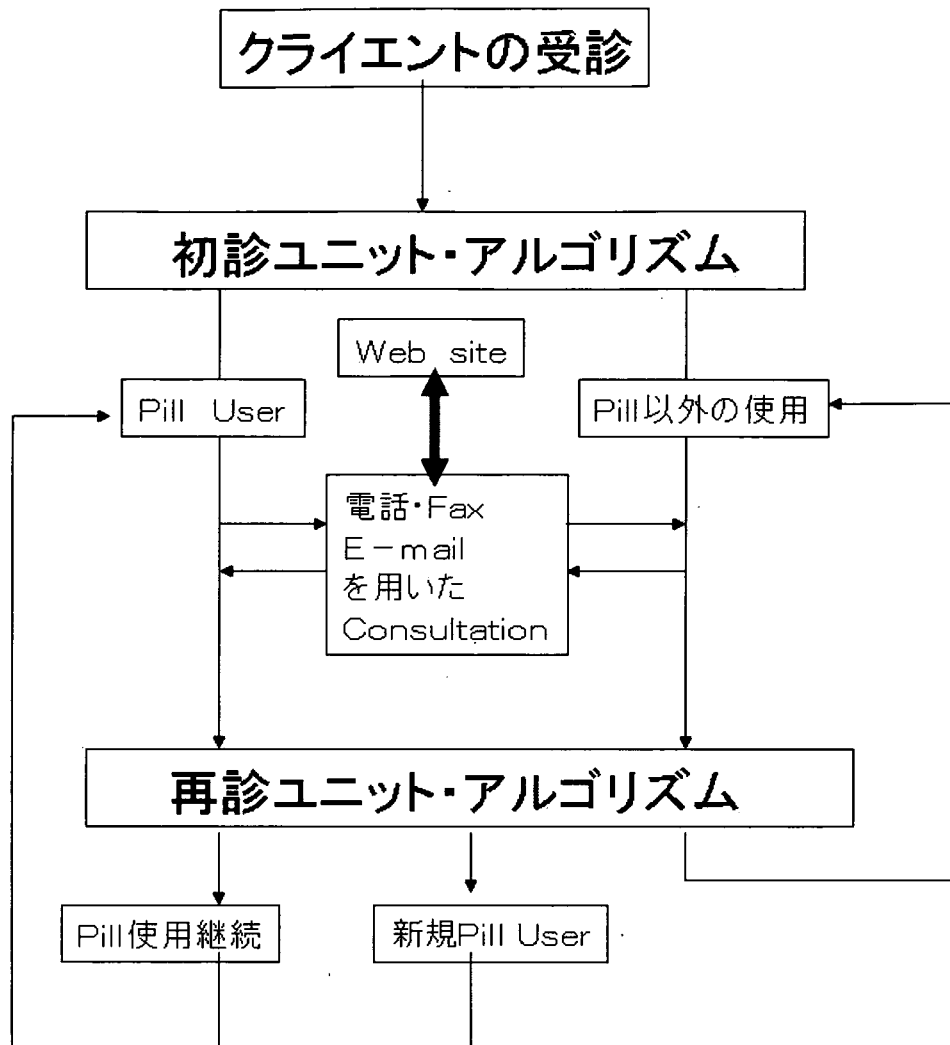 クライエントの受診
初診ユニット・アルゴリズム
Web site
Pill User
Pill以外の使用
電話・Fax
E－mail
を用いた
Consultation
再診ユニット・アルゴリズム
Pill使用継続
新規Pill User